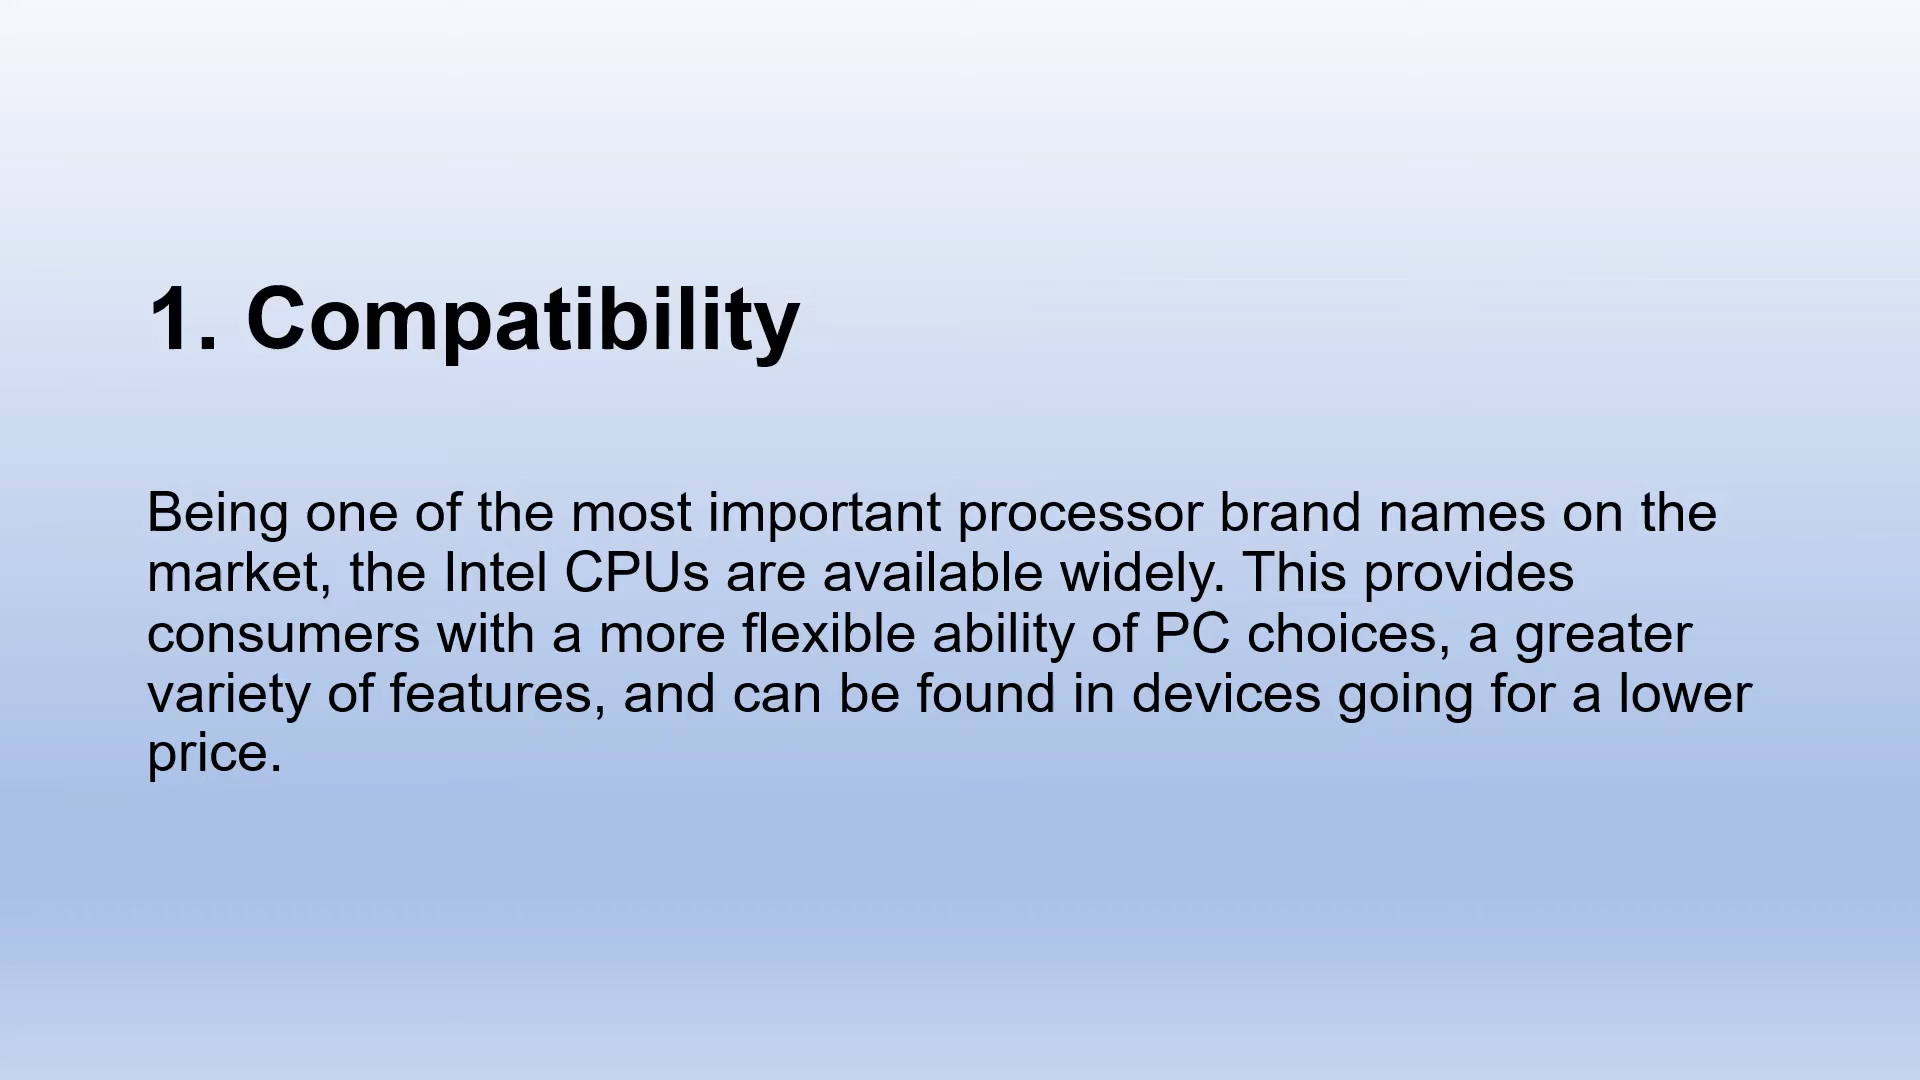 1. Compatibility
Being one of the most important processor brand names on the
market, the Intel CPUs are available widely. This provides
consumers with a more flexible ability of PC choices, a greater
variety of features, and can be found in devices going for a lower
price.